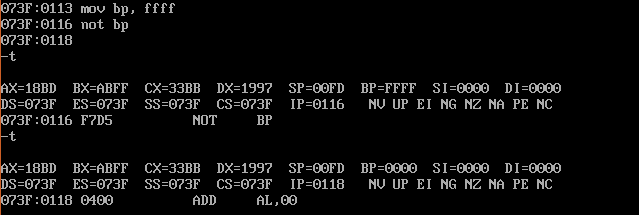 073F:0113 mov bp, ffff
073F:0116 not bp
073F:0118
-t
AX=18BD BX=ABFF CX=33BB DX=1997 SP=00FD BP=FFFF SI=0000 DI=0000
DS=073F ES=073F SS=073F CS=073F IP=0116 NV UP EI NG NZ NA PE NC
073F:0116 F7D5 NOT BP
-t
AX=18BD BX=ABFF CX=33BB DX=1997 SP=00FD BP=0000 SI=0000 DI=0000
DS=073F ES=073F SS=073F CS=073F IP=0118 NV UP EI NG NZ NA PE NC
073F:0118 0400 ADD AL,00